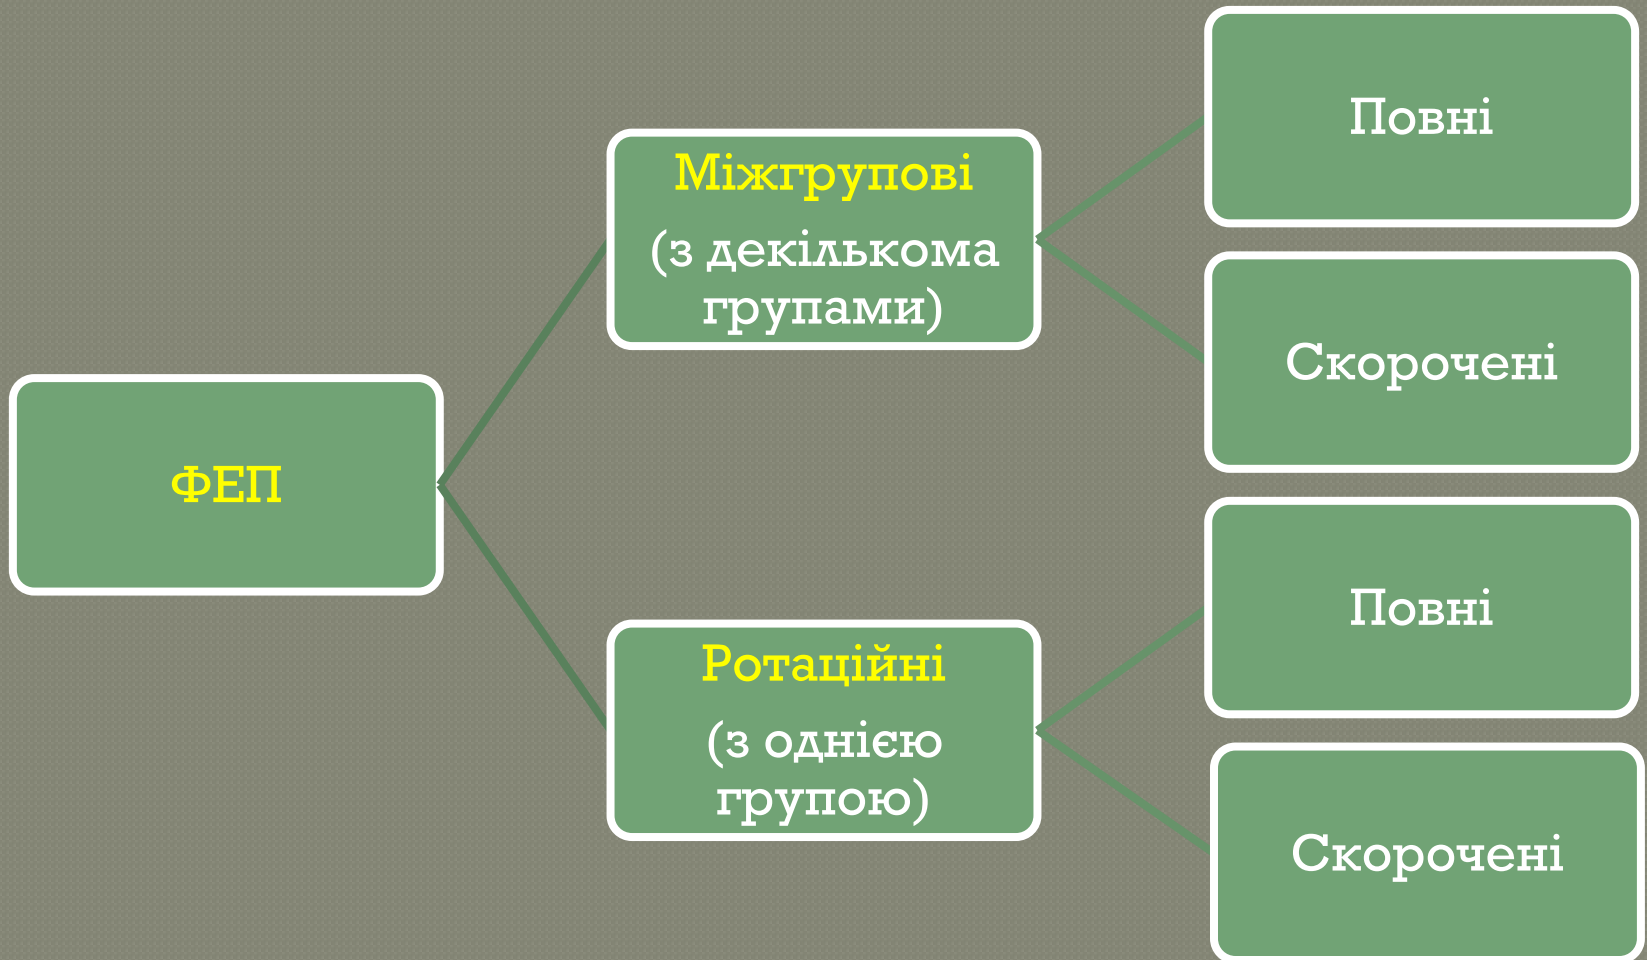 ФЕП
Міжгрупові
(з декількома
групами)
Повні
Скорочені
Ротаційні
(з однією
групою)
Повні
Скорочені